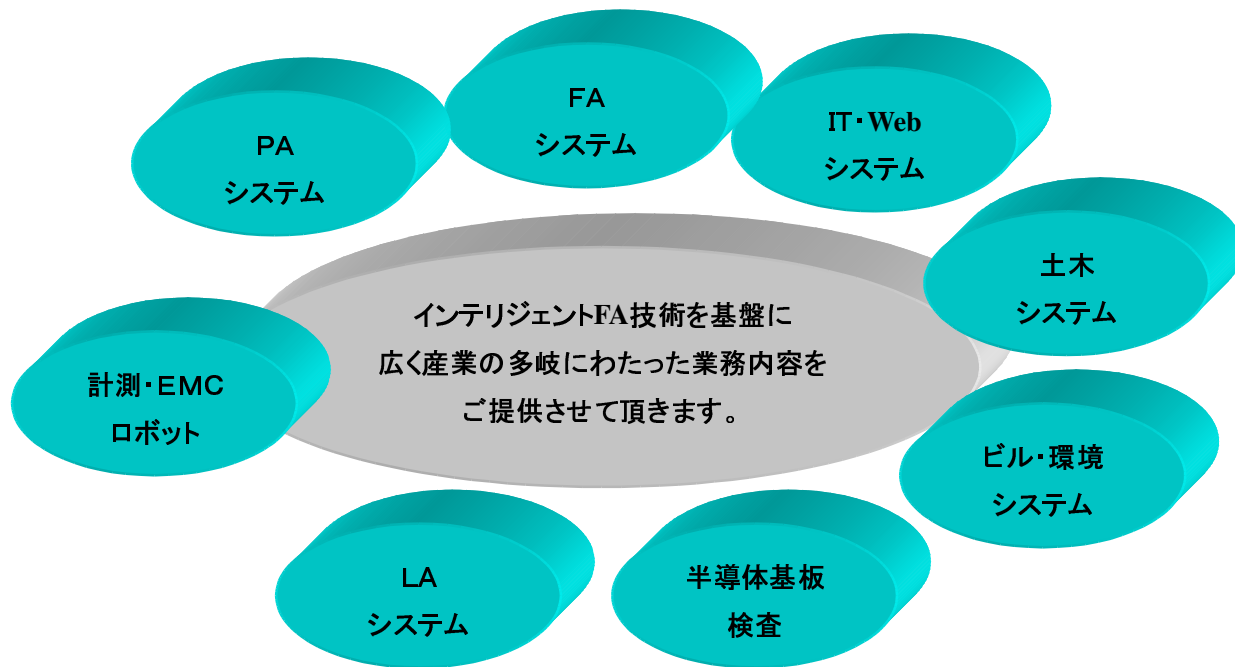 PA
システム
FA
システム
IT・Web
システム
土木
システム
インテリジェントFA技術を基盤に
広く産業の多岐にわたった業務内容を
ご提供させて頂きます。
計測・EMC
ロボット
ビル・環境
システム
LA
システム
半導体基板
検査